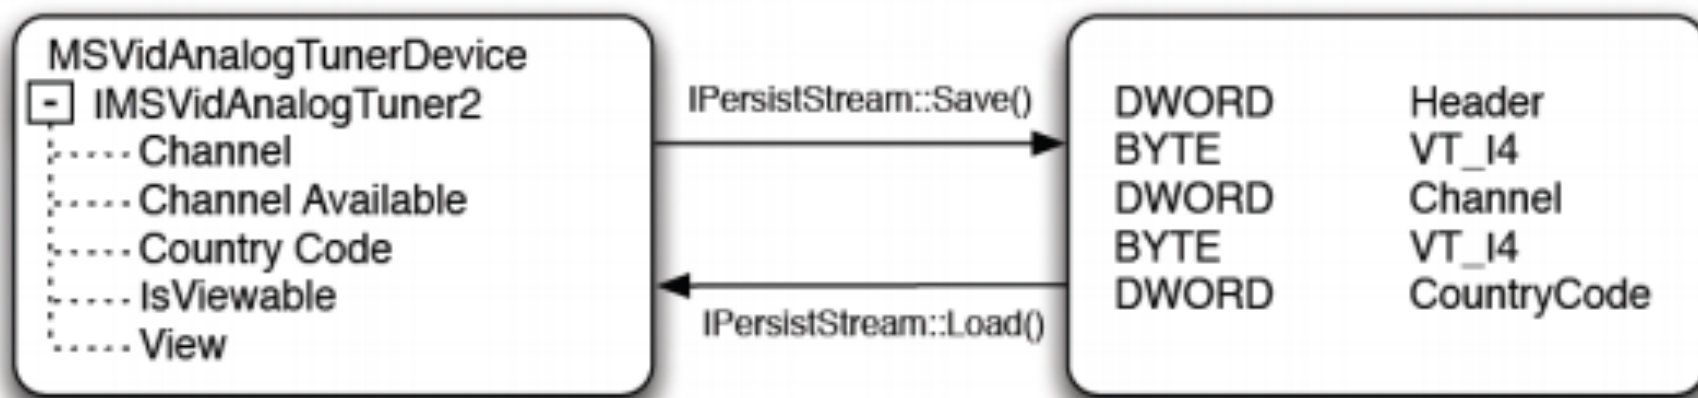 MSVidAnalogTunerDevice
- IMSVidAnalogTuner2
Channel
Channel Available
Country Code
IsViewable
View
IPersistStream::Save()
IPersistStream::Load()
DWORD Header
BYTE VT_I4
DWORD Channel
BYTE VT_I4
DWORD CountryCode